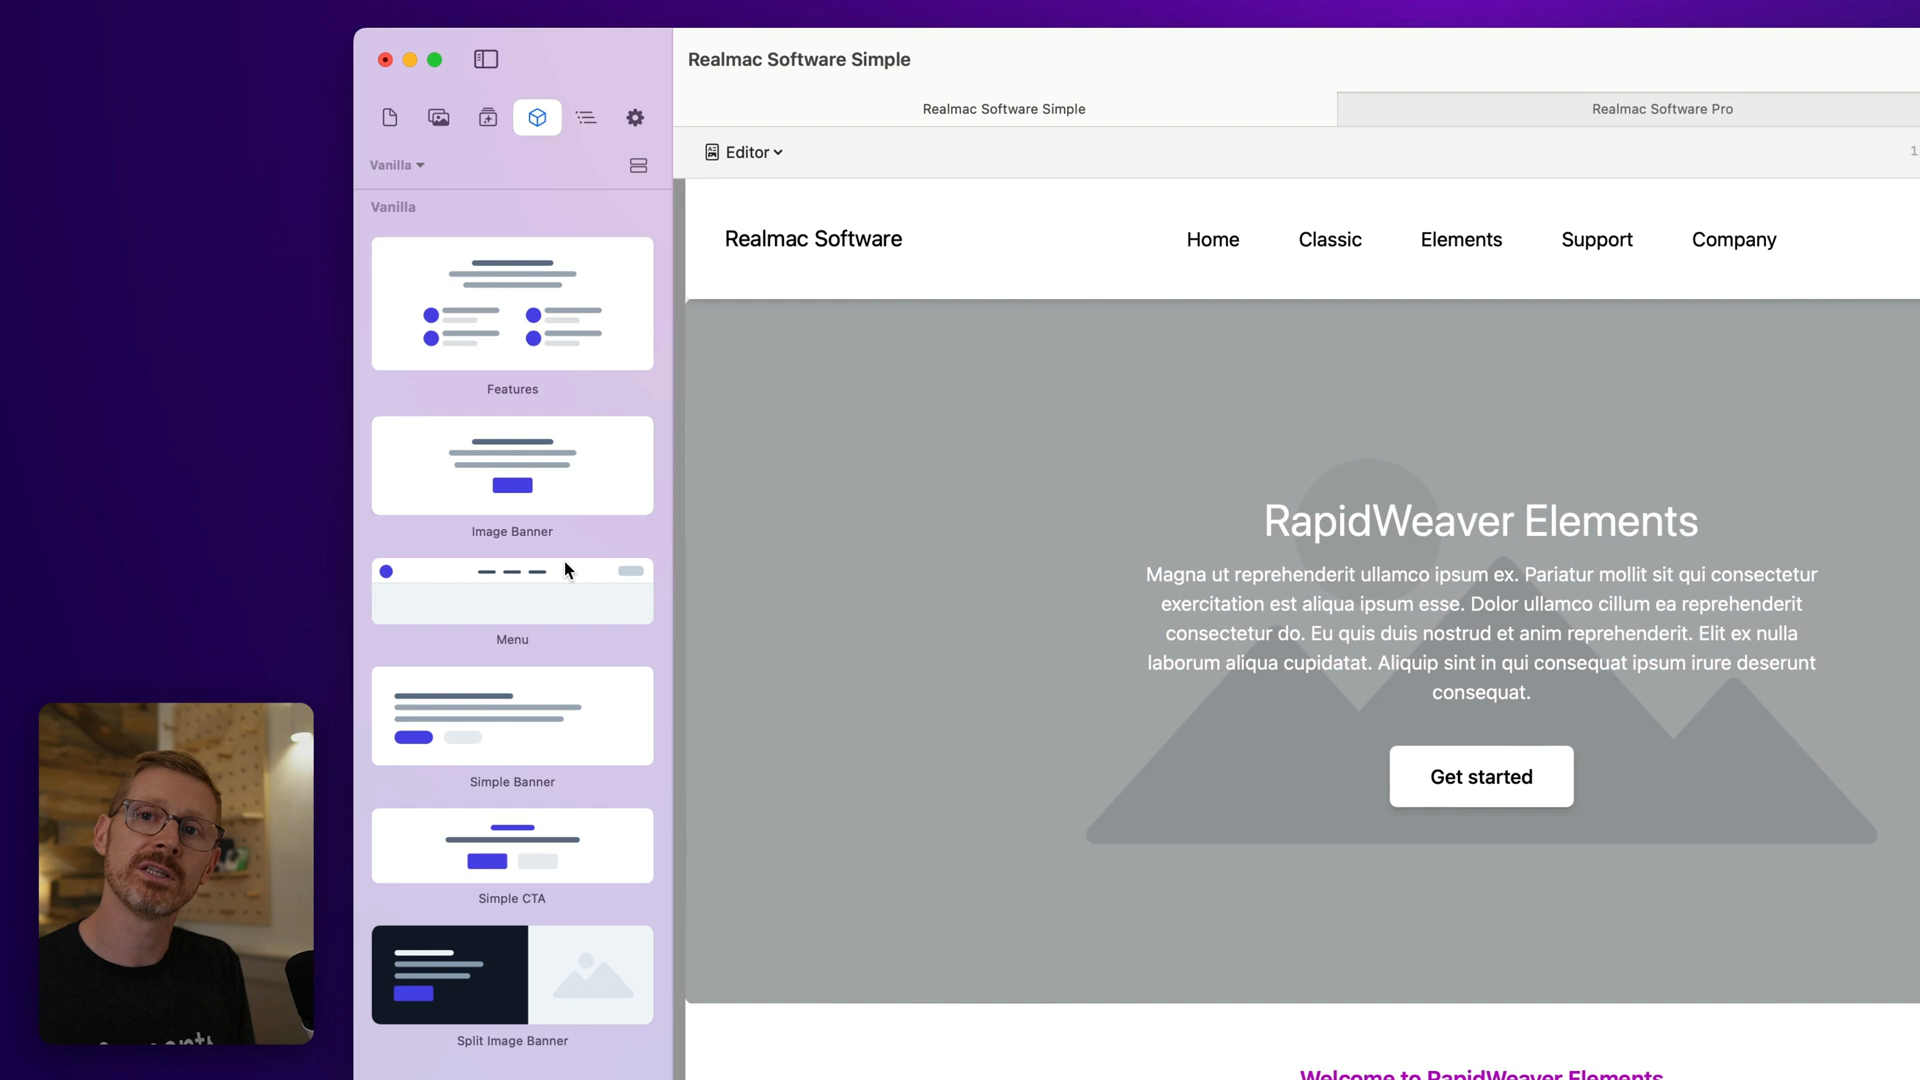 Realmac Software Simple
Realmac Software Simple
Realmac Software Pro
Vanilla
Editor
Vanilla
Features
Image Banner
Menu
Simple Banner
Simple CTA
Split Image Banner
Realmac Software
Home
Classic
Elements
Support
Company
RapidWeaver Elements
Magna ut reprehenderit ullamco ipsum ex. Pariatur mollit sit qui consectetur
exercitation est aliqua ipsum esse. Dolor ullamco cillum ea reprehenderit
consectetur do. Eu quis duis nostrud et anim reprehenderit. Elit ex nulla
laborum aliqua cupidatat. Aliquip sint in qui consequat ipsum irure deserunt
consequat.
Get started
Welcome to RapidWeaver Elements